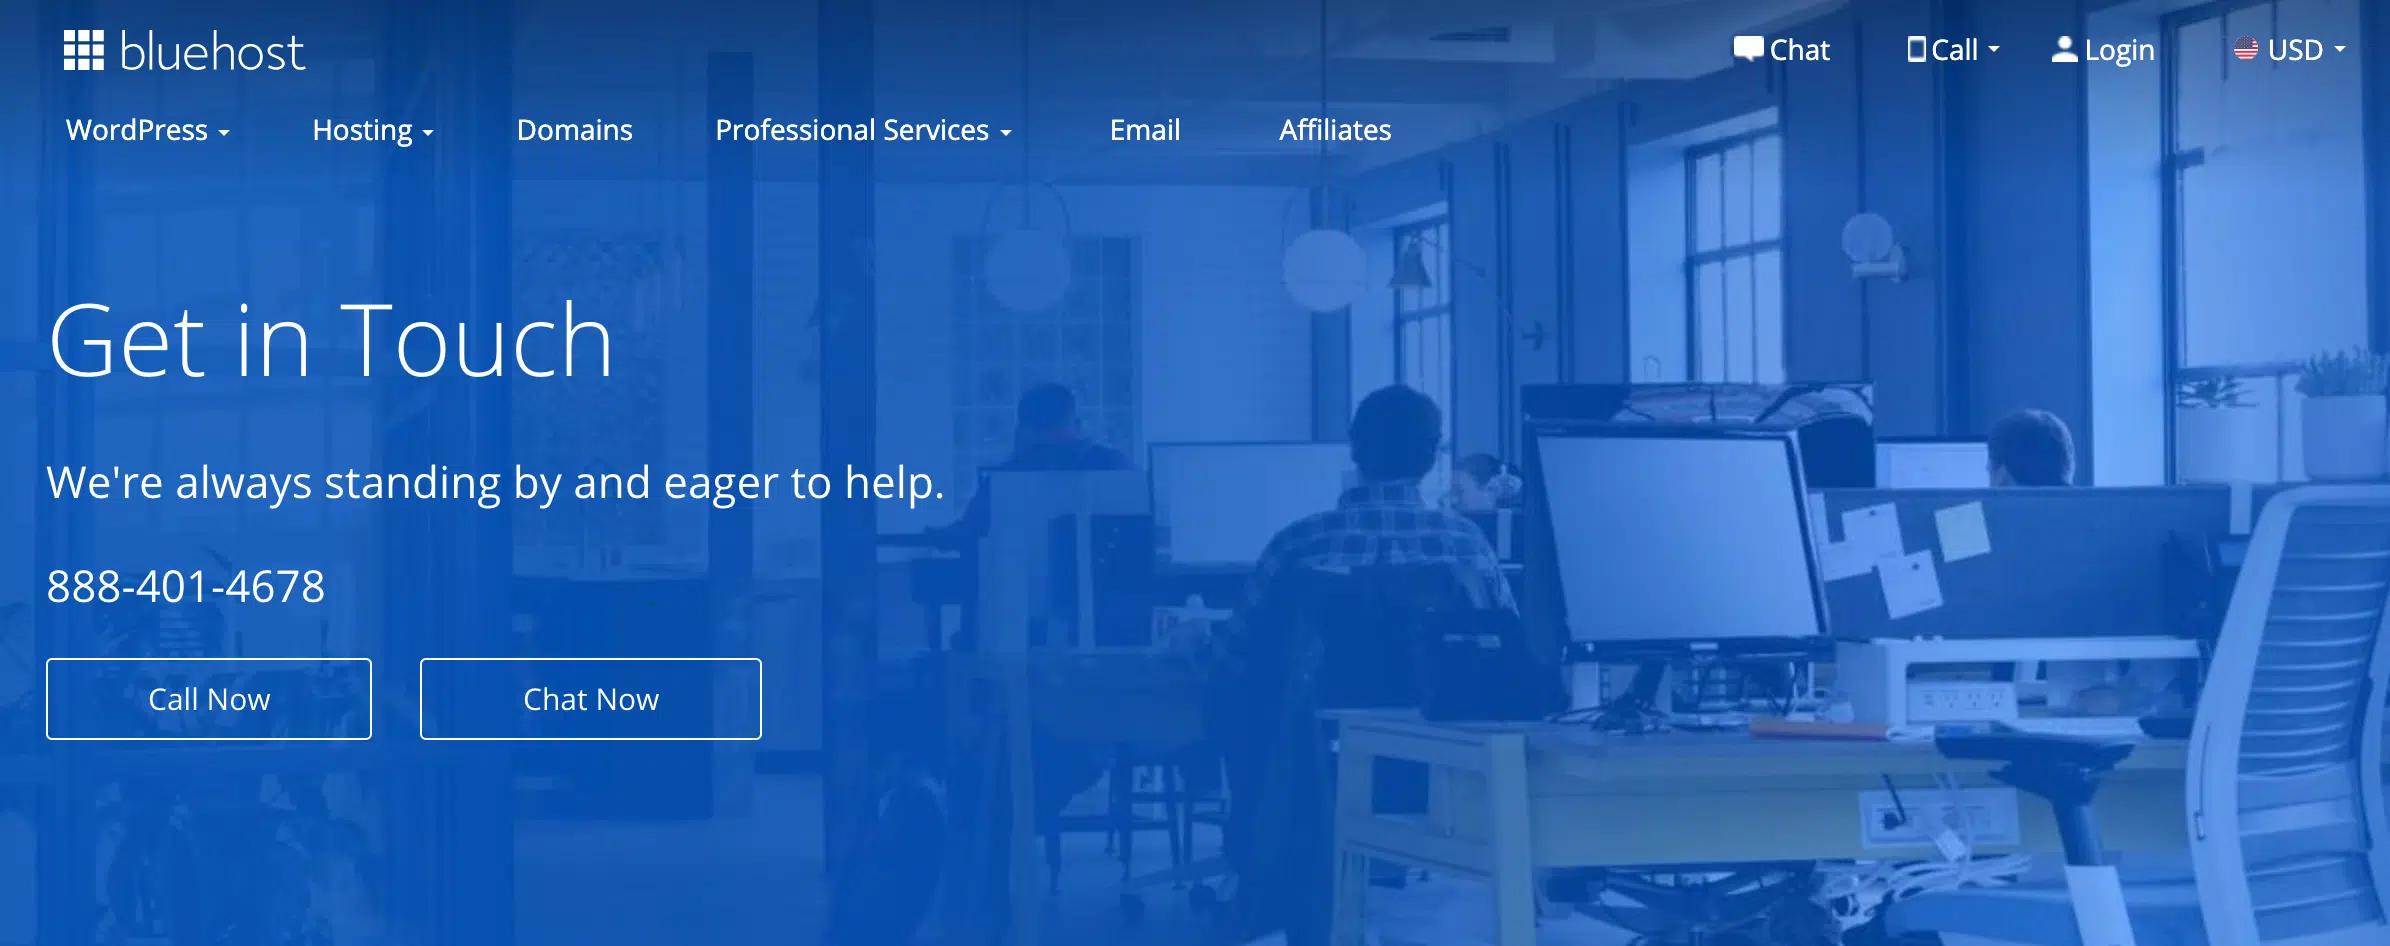 bluehost
Chat
Call
Login
USD
WordPress
Hosting
Domains
Professional Services
Email
Affiliates
Get in Touch
We're always standing by and eager to help.
888-401-4678
Call Now
Chat Now